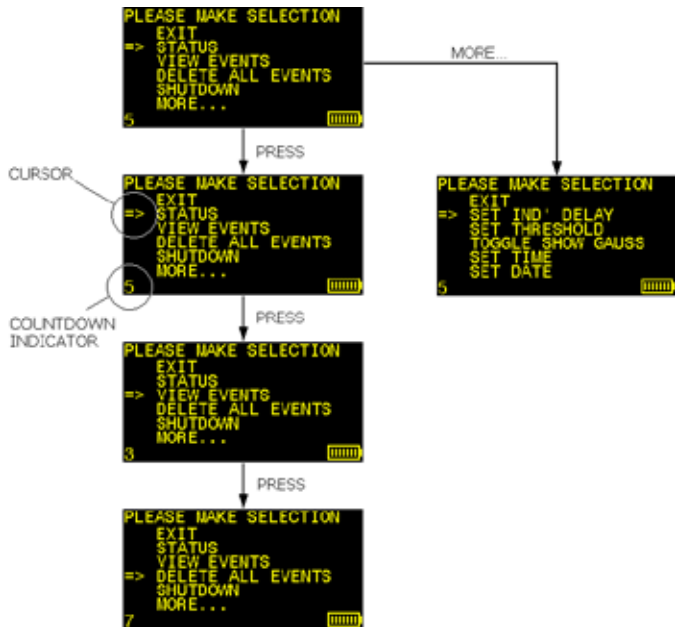 PLEASE MAKE SELECTION
EXIT
=> STATUS
VIEW EVENTS
DELETE ALL EVENTS
SHUTDOWN
MORE...
5
MORE...
PRESS
CURSOR
PLEASE MAKE SELECTION
EXIT
=> STATUS
VIEW EVENTS
DELETE ALL EVENTS
SHUTDOWN
MORE...
5
COUNTDOWN
INDICATOR
PLEASE MAKE SELECTION
EXIT
=> SET IND' DELAY
SET THRESHOLD
TOGGLE SHOW GAUSS
SET TIME
SET DATE
5
PRESS
PLEASE MAKE SELECTION
EXIT
STATUS
=> VIEW EVENTS
DELETE ALL EVENTS
SHUTDOWN
MORE...
3
PRESS
PLEASE MAKE SELECTION
EXIT
STATUS
VIEW EVENTS
=> DELETE ALL EVENTS
SHUTDOWN
MORE...
7